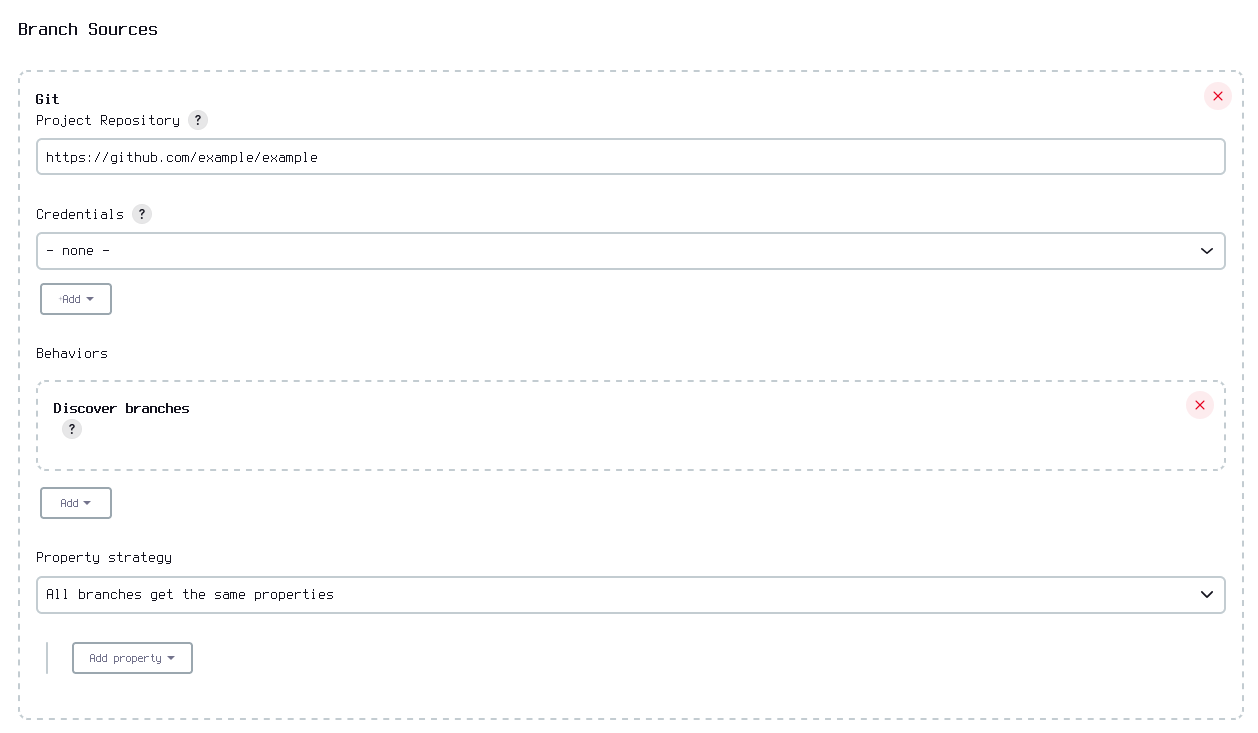 Branch Sources
Git
Project Repository ?
https://github.com/example/example
Credentials ?
- none -
Add
Behaviors
Discover branches
?
Add
Property strategy
All branches get the same properties
Add property